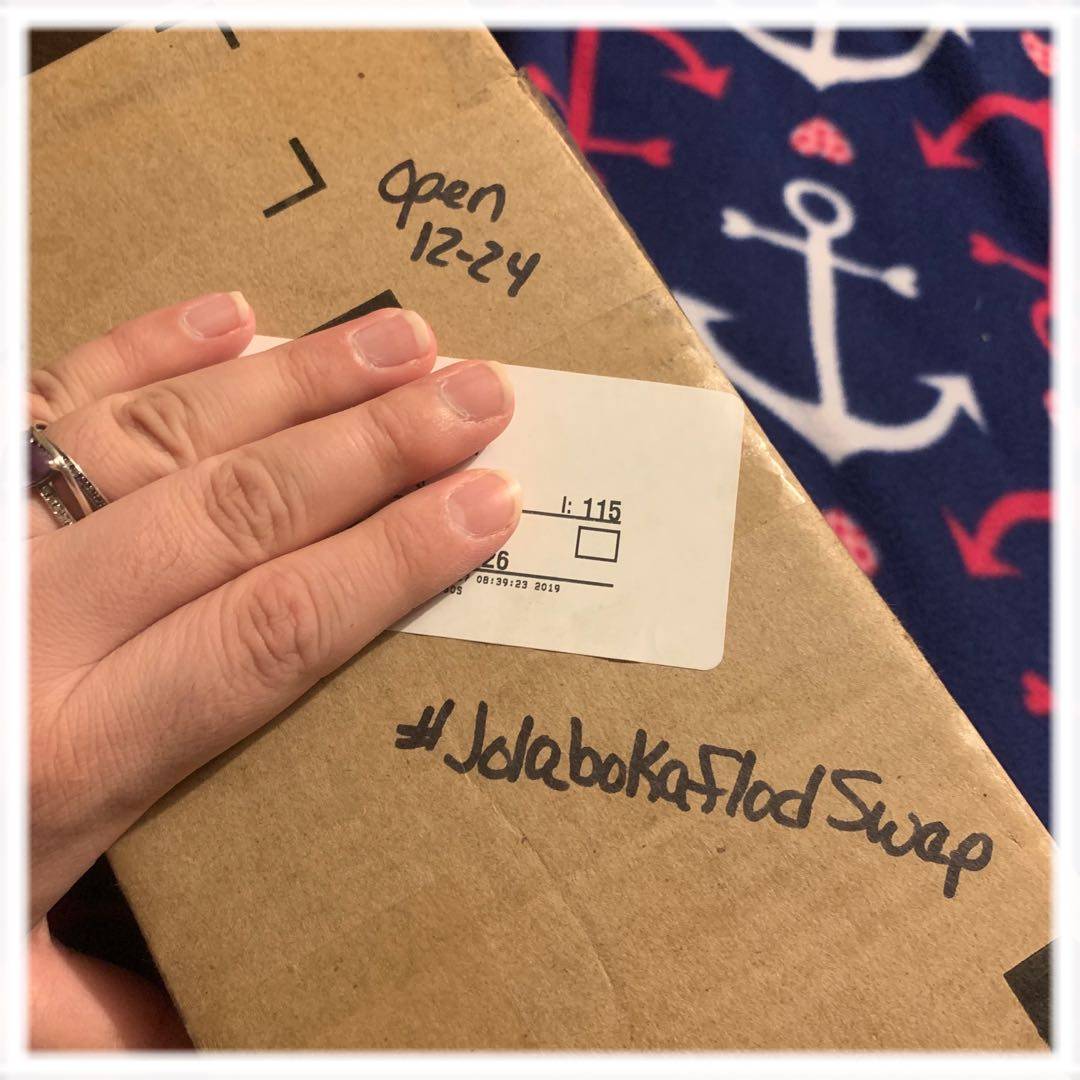 Open
12-24
I: 115
26
08:39:23 2019
#JolaboKaflodSwap